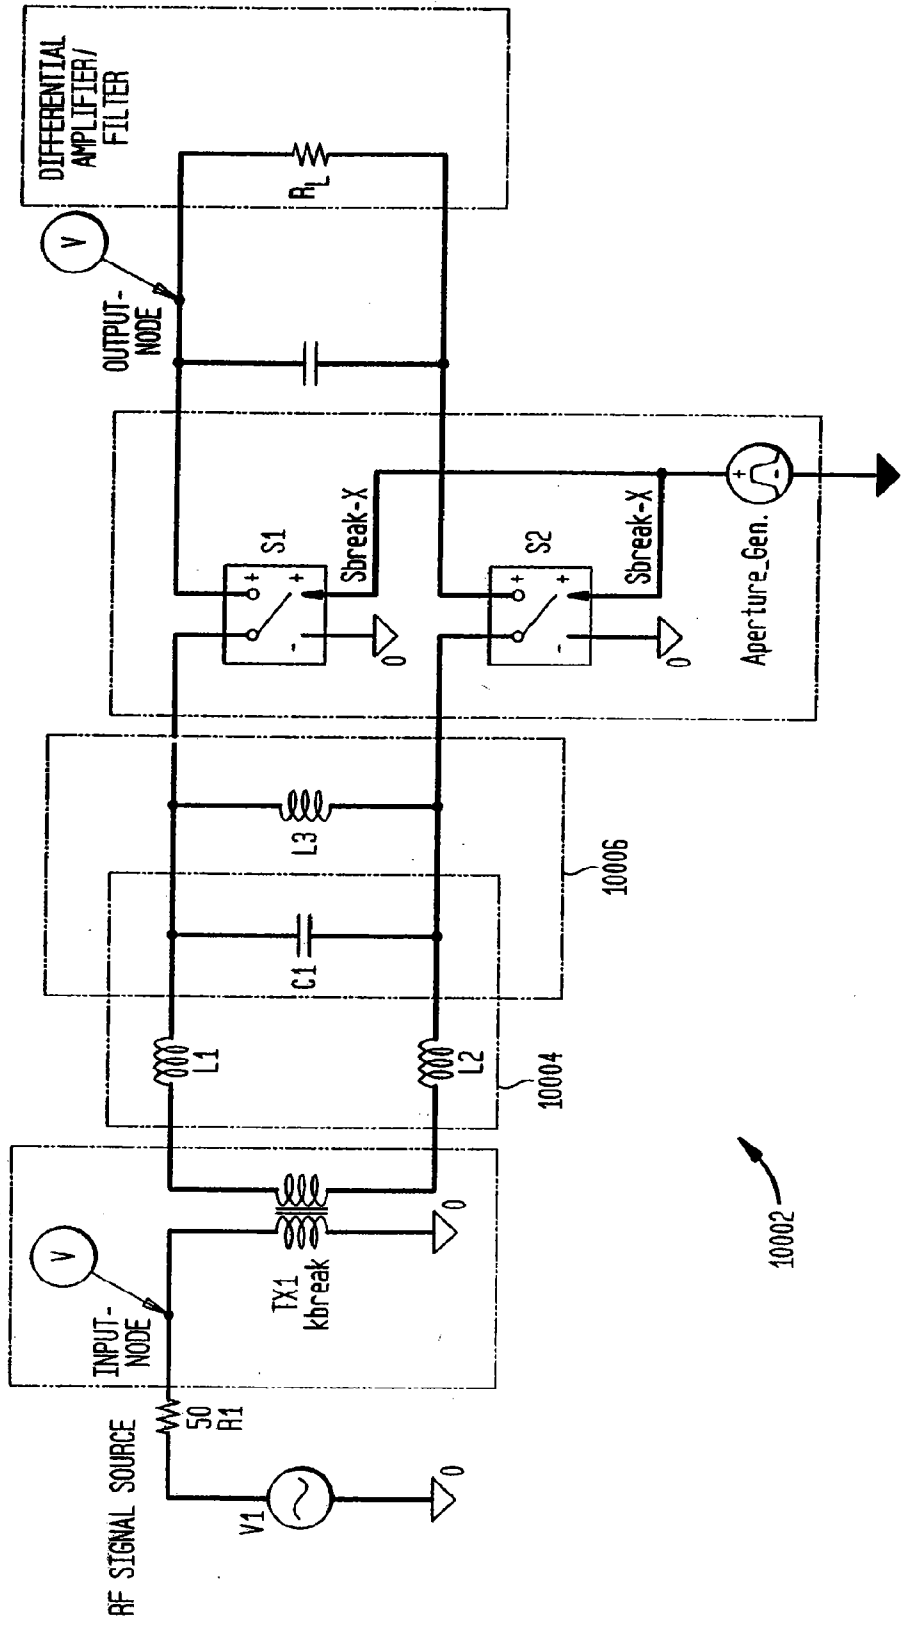 RF SIGNAL SOURCE
V1
0
50
R1
INPUT-
NODE
V
TX1
kbreak
0
L1
L2
10004
C1
L3
10006
S1
+
+
-
Sbreak-X
0
S2
+
+
-
Sbreak-X
0
Aperture_Gen.
+
-
OUTPUT-
NODE
V
RL
DIFFERENTIAL
AMPLIFIER/
FILTER
10002